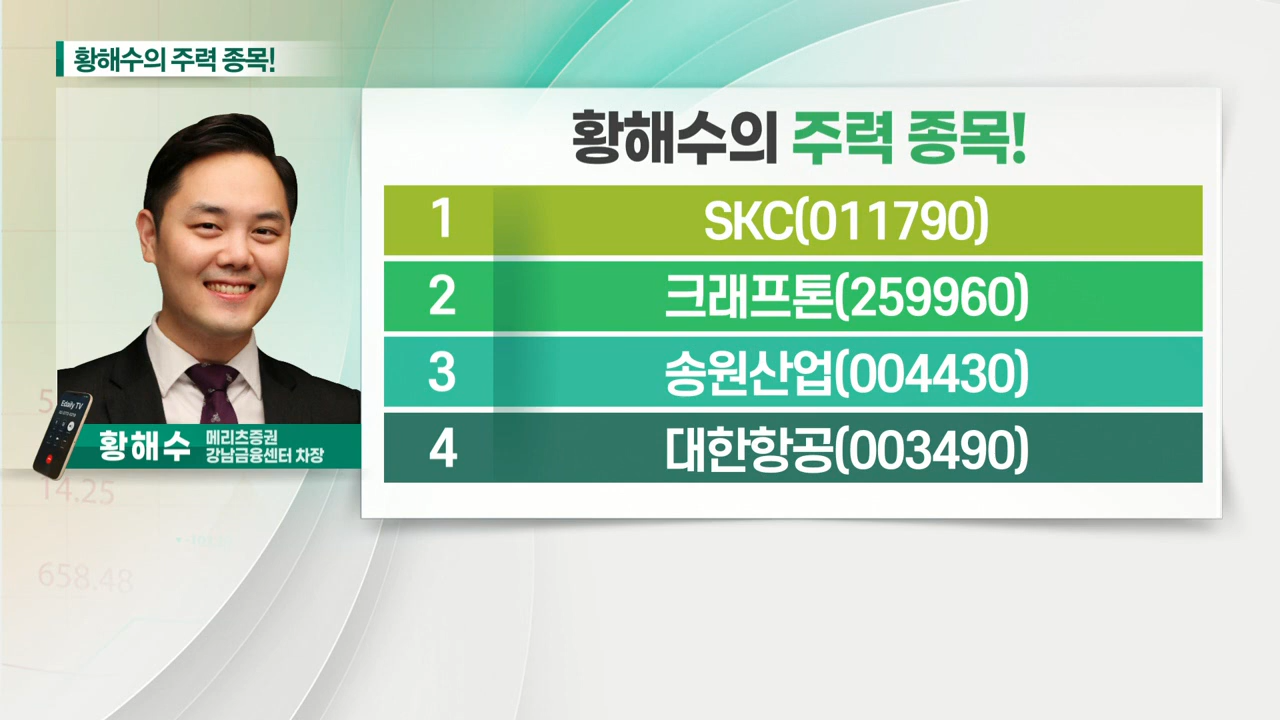 황해수의 주력 종목!
황해수의 주력 종목!
1 SKC(011790)
2 크래프톤(259960)
3 송원산업(004430)
4 대한항공(003490)
Edaily TV
황해수 메리츠증권
강남금융센터 차장
14.25
658.48